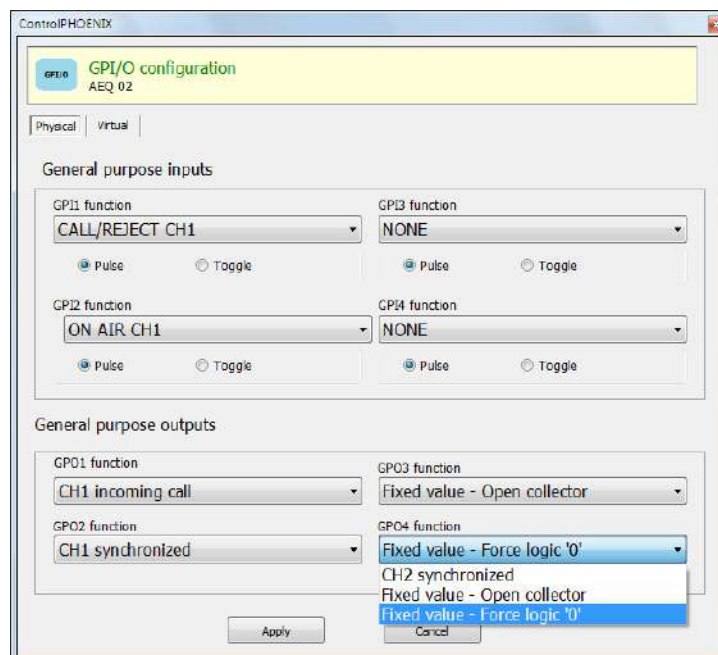 ControlPHOENIX
GPI/O
GPI/O configuration
AEQ 02
Physical
Virtual
General purpose inputs
GPI1 function
GPI3 function
CALL/REJECT CH1
NONE
Pulse
Toggle
Pulse
Toggle
GPI2 function
GPI4 function
ON AIR CH1
NONE
Pulse
Toggle
Pulse
Toggle
General purpose outputs
GPO1 function
GPO3 function
CH1 incoming call
Fixed value - Open collector
GPO2 function
GPO4 function
CH1 synchronized
Fixed value - Force logic '0'
CH2 synchronized
Fixed value - Open collector
Fixed value - Force logic '0'
Apply
Cancel